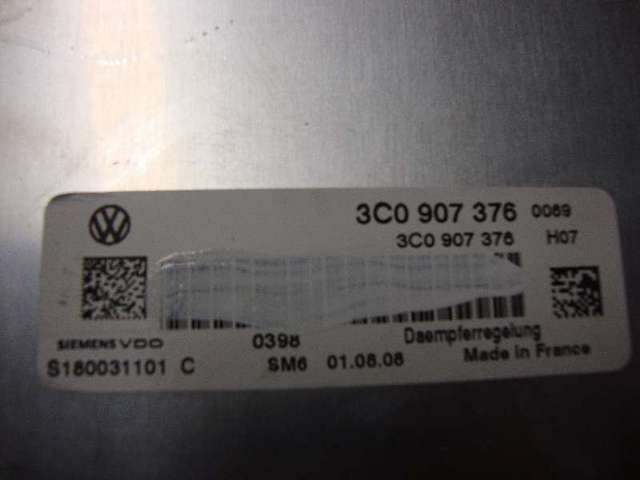 3C0 907 376 0069
3C0 907 376 H07
SIEMENS VDO 0398 Daempferregelung
S180031101 C SM6 01.08.08 Made in France